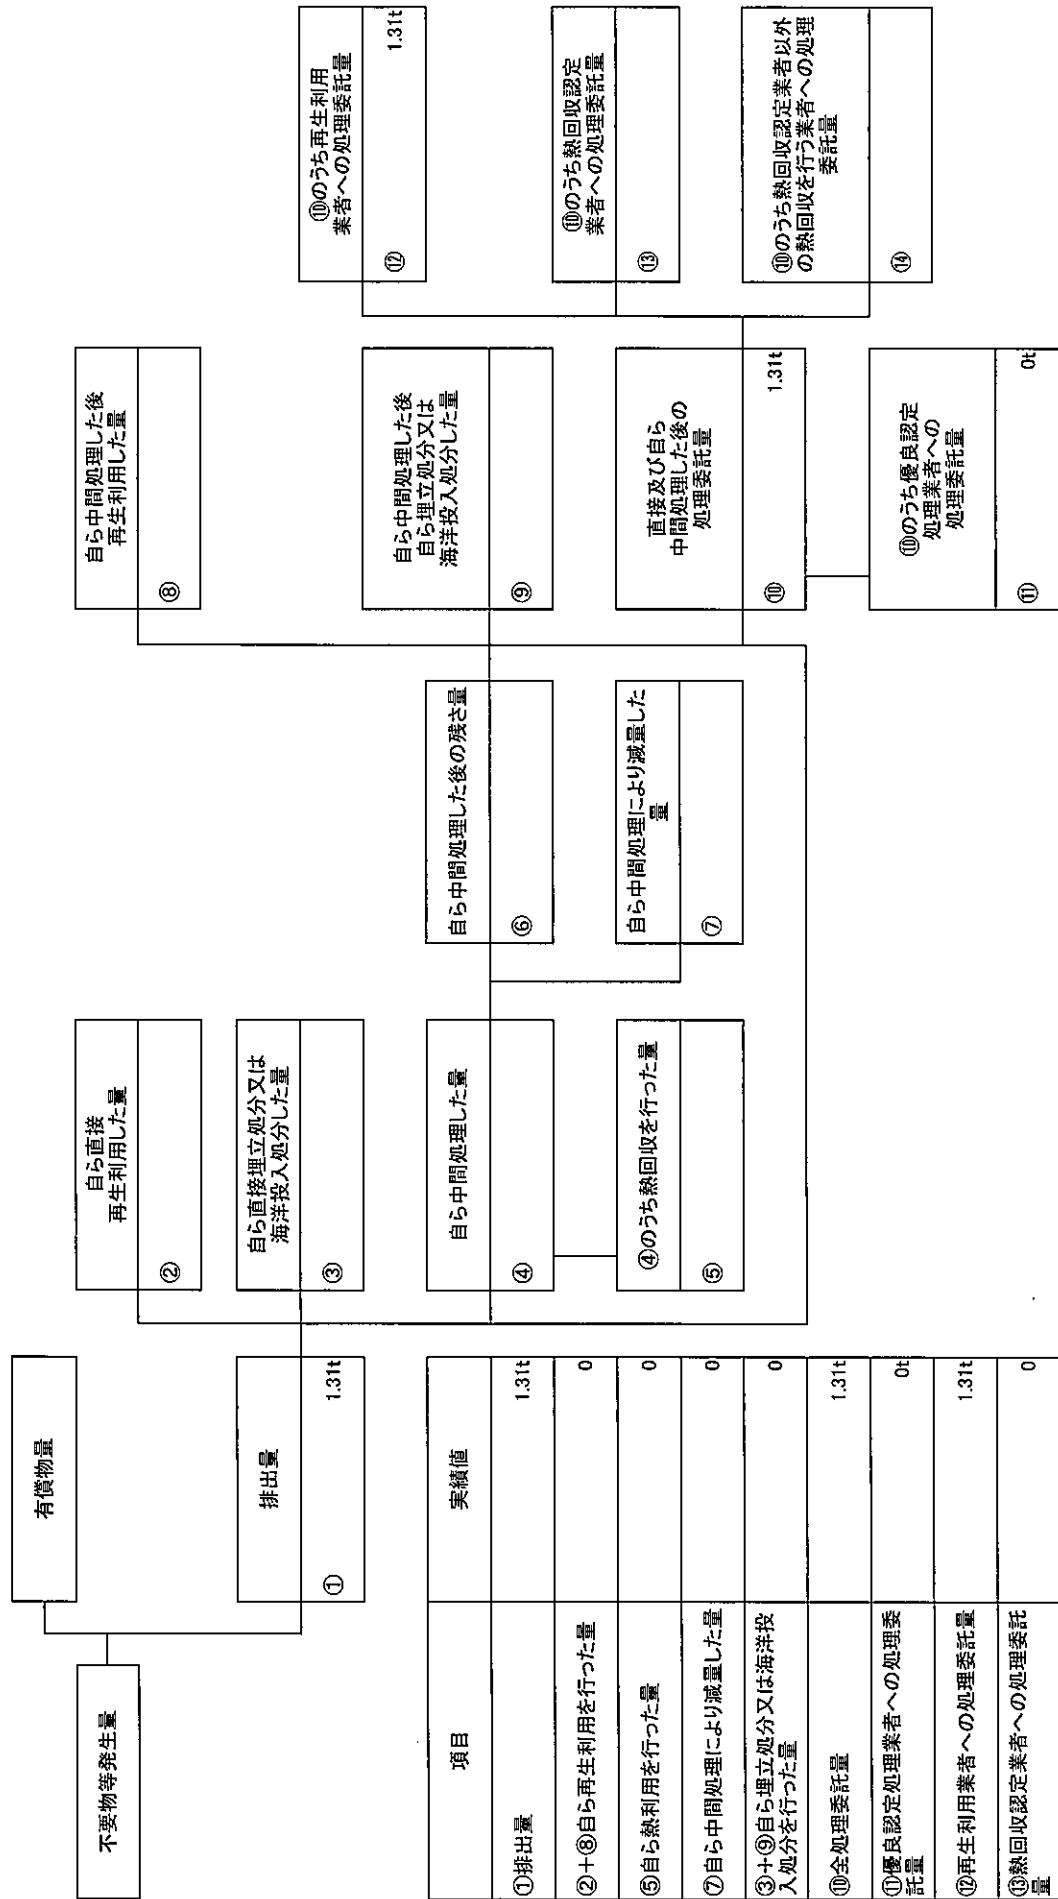 不要物等発生量
有償物量
排出量
① 1.31t
自ら直接
再生利用した量
②
自ら直接埋立処分又は
海洋投入処分した量
③
自ら中間処理した量
④
④のうち熱回収を行った量
⑤
自ら中間処理した後の残さ量
⑥
自ら中間処理により減量した
量
⑦
自ら中間処理した後
再生利用した量
⑧
自ら中間処理した後
自ら埋立処分又は
海洋投入処分した量
⑨
直接及び自ら
中間処理した後の
処理委託量
⑩ 1.31t
⑩のうち優良認定
処理業者への
処理委託量
⑪ 0t
⑩のうち再生利用
業者への処理委託量
⑫ 1.31t
⑩のうち熱回収認定
業者への処理委託量
⑬
⑩のうち熱回収認定業者以外
の熱回収を行う業者への処理
委託量
⑭
項目 実績値
①排出量 1.31t
②+⑧自ら再生利用を行った量 0
⑤自ら熱利用を行った量 0
⑦自ら中間処理により減量した量 0
③+⑨自ら埋立処分又は海洋投
入処分を行った量 0
⑩全処理委託量 1.31t
⑪優良認定処理業者への処理委
託量 0t
⑫再生利用業者への処理委託量 1.31t
⑬熱回収認定業者への処理委託
量 0